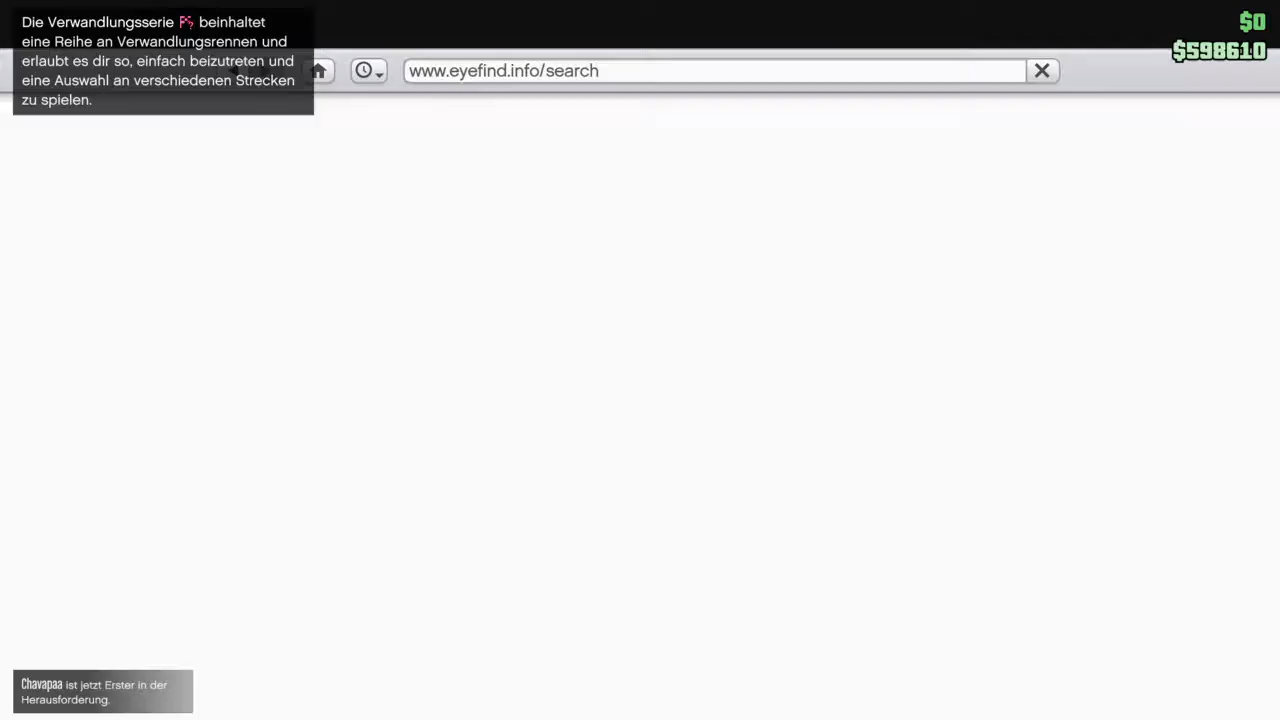 Die Verwandlungsserie beinhaltet
eine Reihe an Verwandlungsrennen und
erlaubt es dir so, einfach beizutreten und
eine Auswahl an verschiedenen Strecken
zu spielen.
$0
$598610
www.eyefind.info/search
Chavapaa ist jetzt Erster in der
Herausforderung.